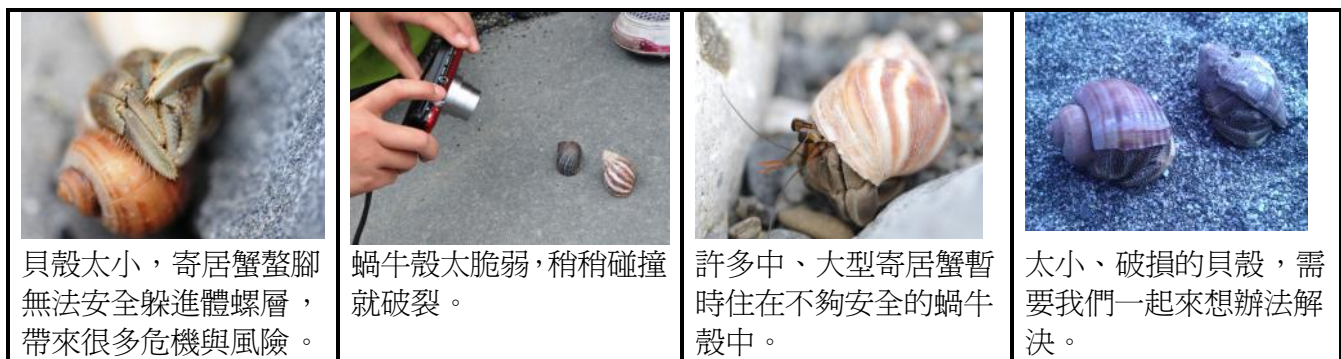 貝殼太小，寄居蟹螯腳
無法安全躲進體螺層，
帶來很多危機與風險。
蝸牛殼太脆弱，稍稍碰撞
就破裂。
許多中、大型寄居蟹暫
時住在不夠安全的蝸牛
殼中。
太小、破損的貝殼，需
要我們一起來想辦法解
決。